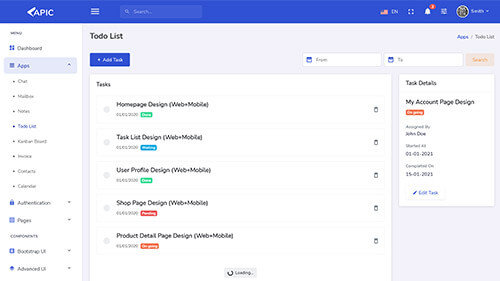 APIC
Search...
EN
Smith
MENU
Dashboard
Apps
Chat
Mailbox
Notes
Todo List
Kanban Board
Invoice
Contacts
Calendar
Authentication
Pages
COMPONENTS
Bootstrap UI
Advanced UI
Todo List
Apps / Todo List
+ Add Task
From
To
Search
Tasks
Homepage Design (Web+Mobile)
01/01/2020 Done
Task List Design (Web+Mobile)
01/01/2020 Waiting
User Profile Design (Web+Mobile)
01/01/2020 Done
Shop Page Design (Web+Mobile)
01/01/2020 Pending
Product Detail Page Design (Web+Mobile)
01/01/2020 On going
Loading...
Task Details
My Account Page Design
On going
Assigned By
John Doe
Started At
01-01-2021
Completed On
15-01-2021
Edit Task